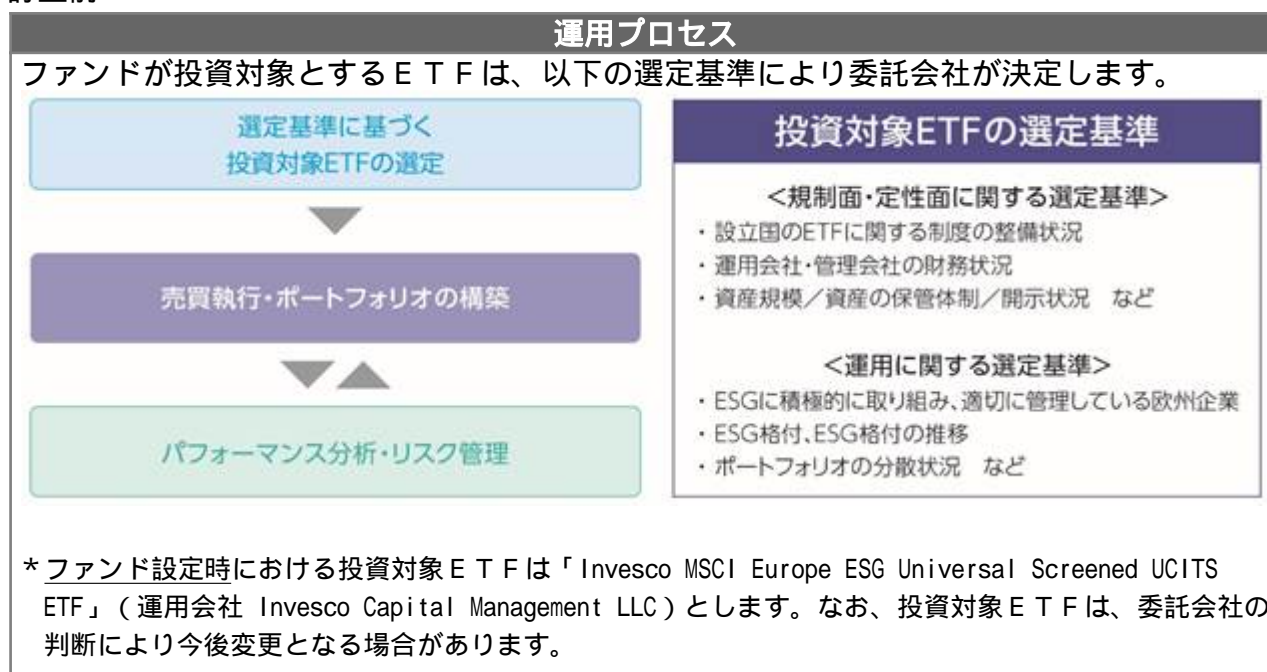 運用プロセス
ファンドが投資対象とするＥＴＦは、以下の選定基準により委託会社が決定します。
選定基準に基づく
投資対象ETFの選定
売買執行・ポートフォリオの構築
パフォーマンス分析・リスク管理
投資対象ETFの選定基準
＜規制面・定性面に関する選定基準＞
・設立国のETFに関する制度の整備状況
・運用会社・管理会社の財務状況
・資産規模／資産の保管体制／開示状況　など
＜運用に関する選定基準＞
・ESGに積極的に取り組み、適切に管理している欧州企業
・ESG格付、ESG格付の推移
・ポートフォリオの分散状況　など
＊ファンド設定時における投資対象ＥＴＦは「Invesco MSCI Europe ESG Universal Screened UCITS
ETF」（運用会社 Invesco Capital Management LLC）とします。なお、投資対象ＥＴＦは、委託会社の
判断により今後変更となる場合があります。